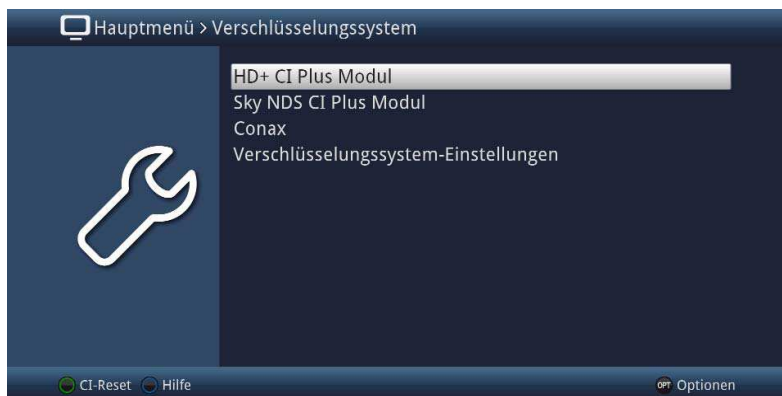 Hauptmenü > Verschlüsselungssystem
HD+ CI Plus Modul
Sky NDS CI Plus Modul
Conax
Verschlüsselungssystem-Einstellungen
CI-Reset Hilfe OPT Optionen